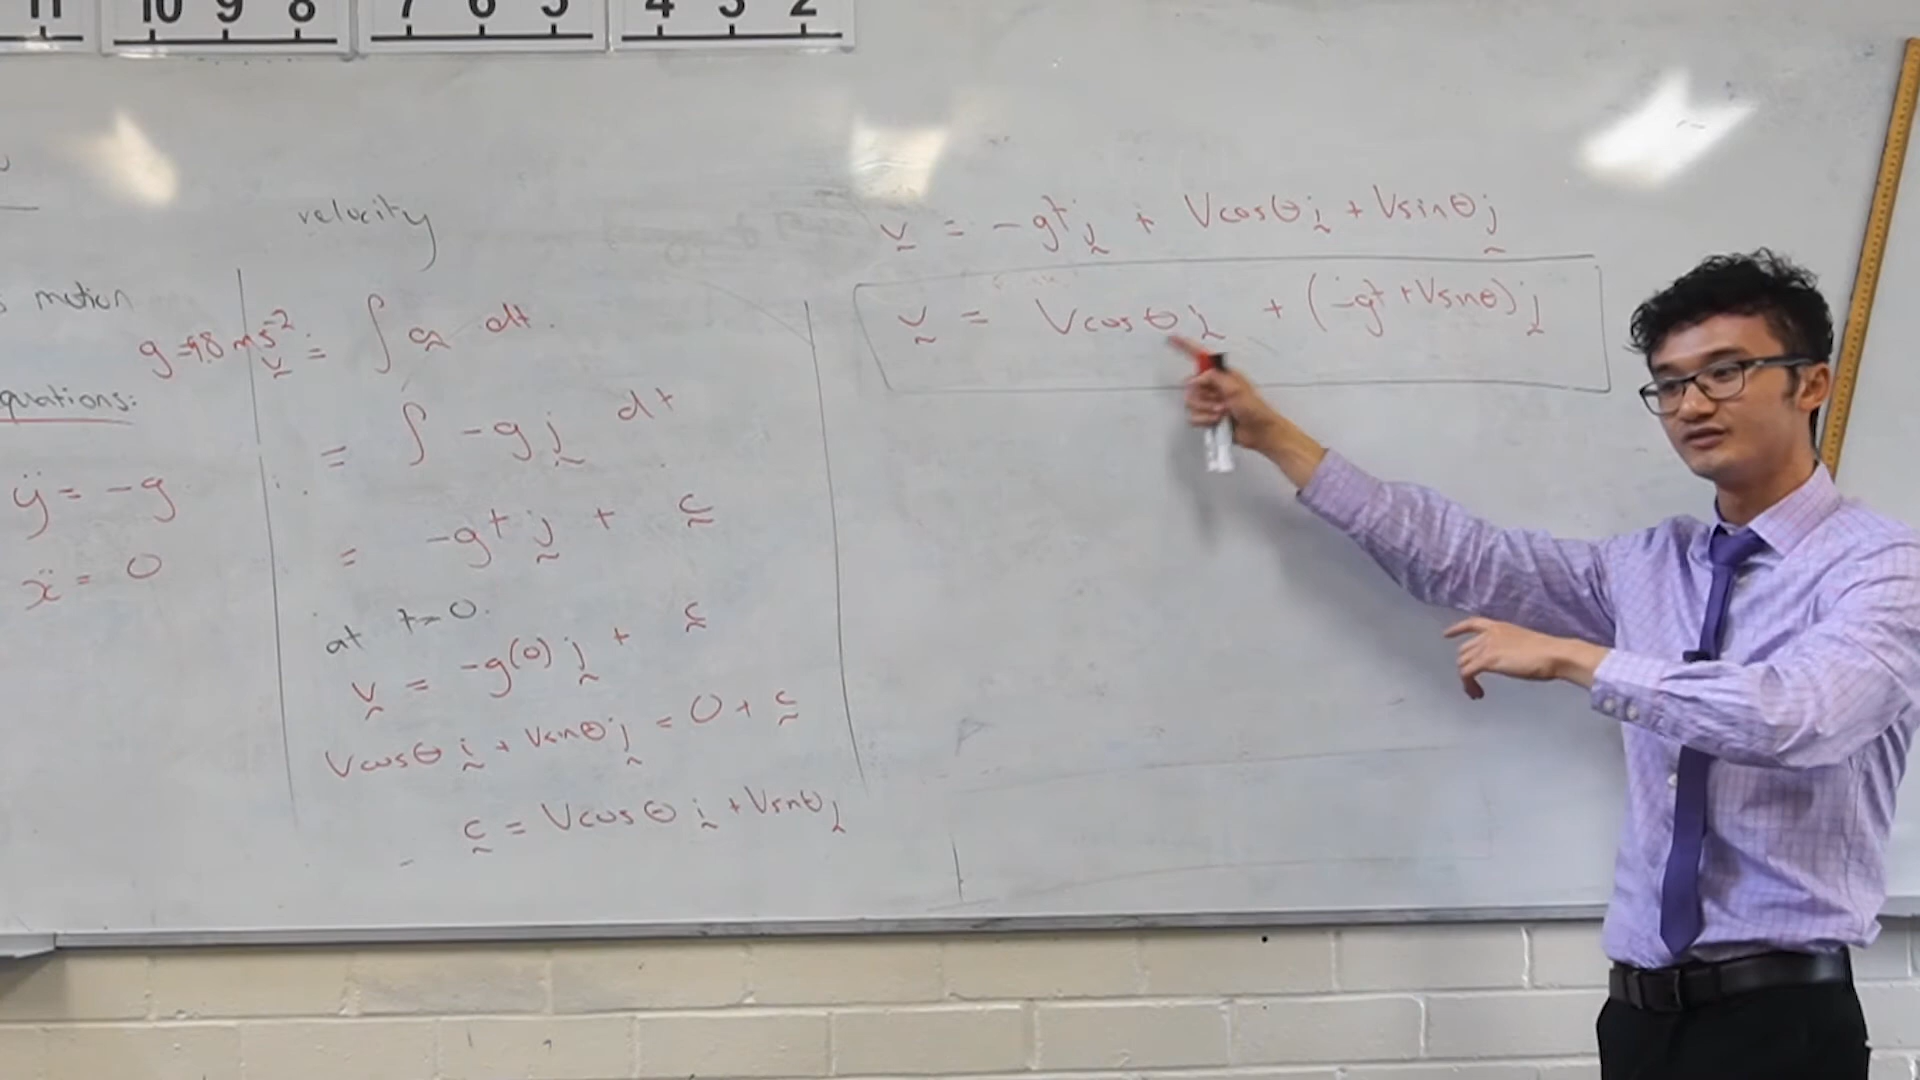 11 10 9 8 7 6 5 4 3 2
motion
g = 9.8 ms⁻²
quations:
ÿ = -g
ẍ = 0
velocity
v̰ = ∫ a̰ dt.
= ∫ -g j̰ dt
= -gt j̰ + c̰
at t=0.
v̰ = -g(0) j̰ + c̰
Vcosθ ḭ + Vsinθ j̰ = 0 + c̰
c̰ = Vcosθ ḭ + Vsinθ j̰
v̰ = -gt j̰ + Vcosθ ḭ + Vsinθ j̰
v̰ = Vcosθ ḭ + (-gt + Vsinθ) j̰